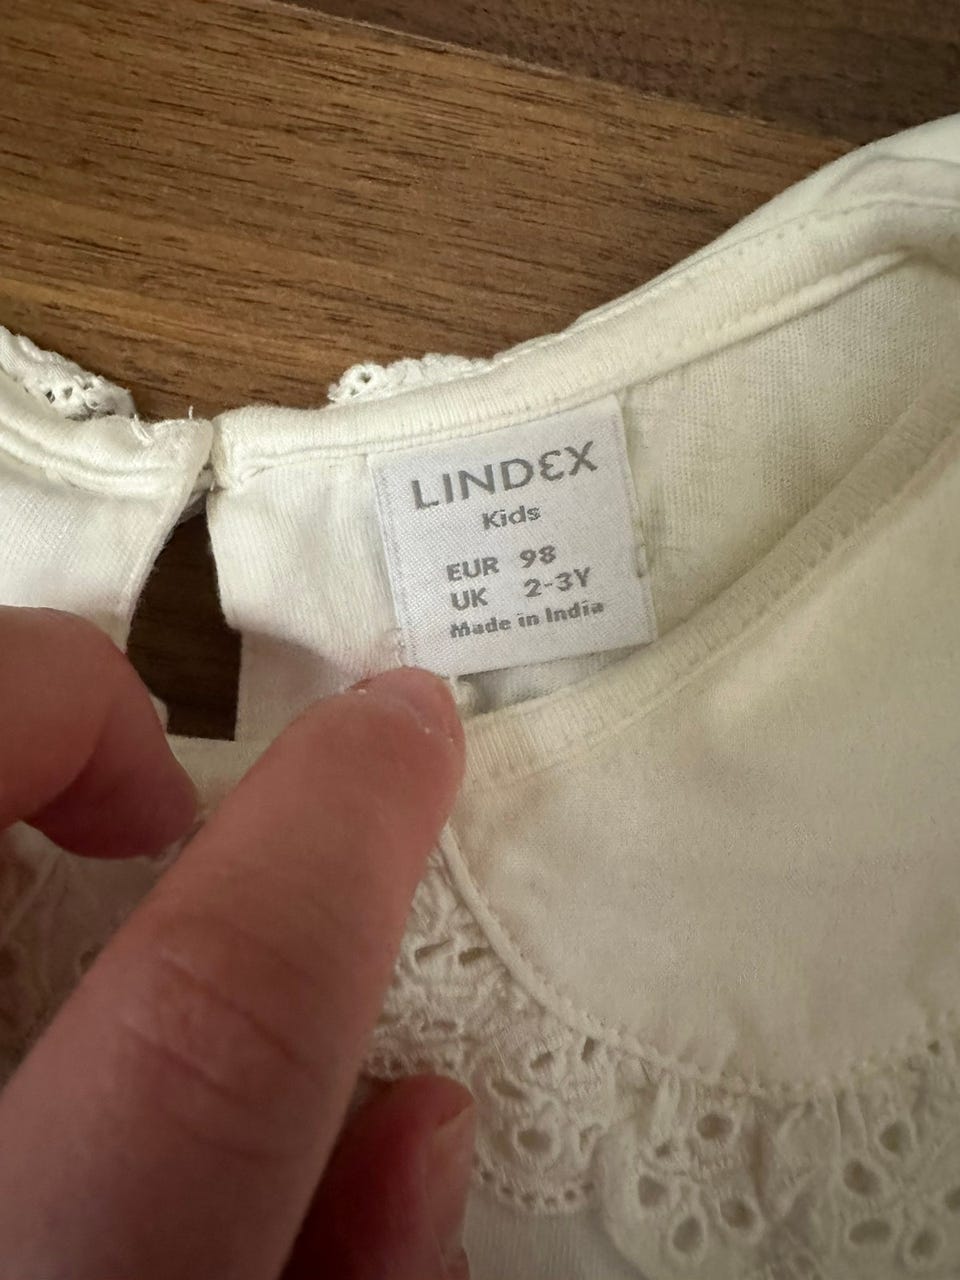 LINDEX
Kids
EUR 98
UK 2-3Y
Made in India